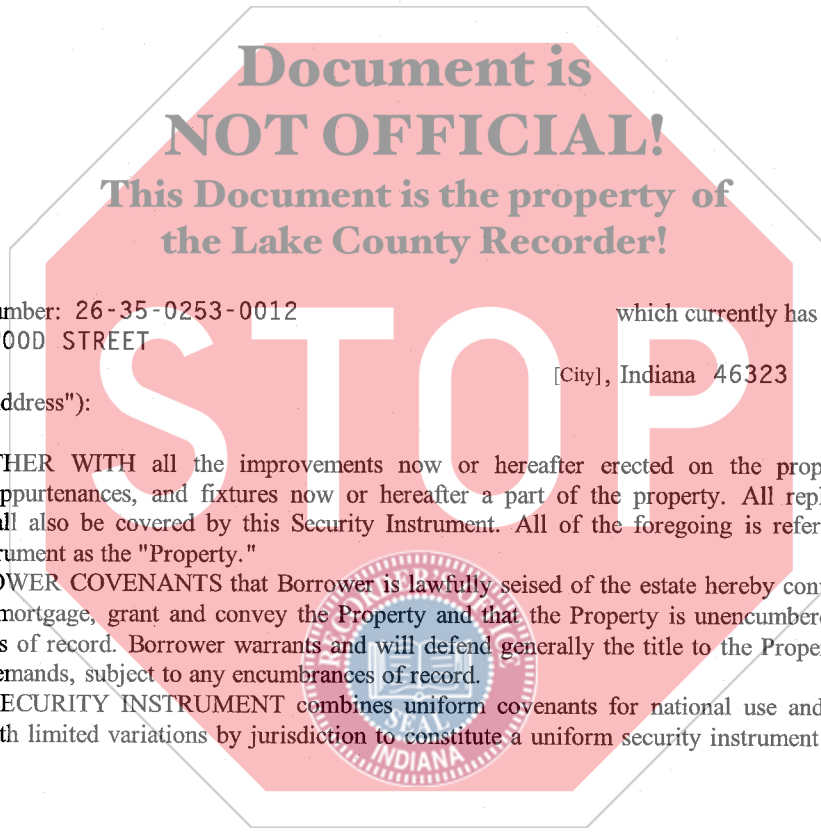 Document is
NOT OFFICIAL!
This Document is the property of
the Lake County Recorder!
STOP
umber: 26-35-0253-0012 which currently has
OOD STREET
[City], Indiana 46323
ddress"):
THER WITH all the improvements now or hereafter erected on the prop
ppurtenances, and fixtures now or hereafter a part of the property. All repl
all also be covered by this Security Instrument. All of the foregoing is refer
rument as the "Property."
OWER COVENANTS that Borrower is lawfully seised of the estate hereby con
mortgage, grant and convey the Property and that the Property is unencumbere
s of record. Borrower warrants and will defend generally the title to the Proper
emands, subject to any encumbrances of record.
ECURITY INSTRUMENT combines uniform covenants for national use and
th limited variations by jurisdiction to constitute a uniform security instrument
SEAL
INDIANA